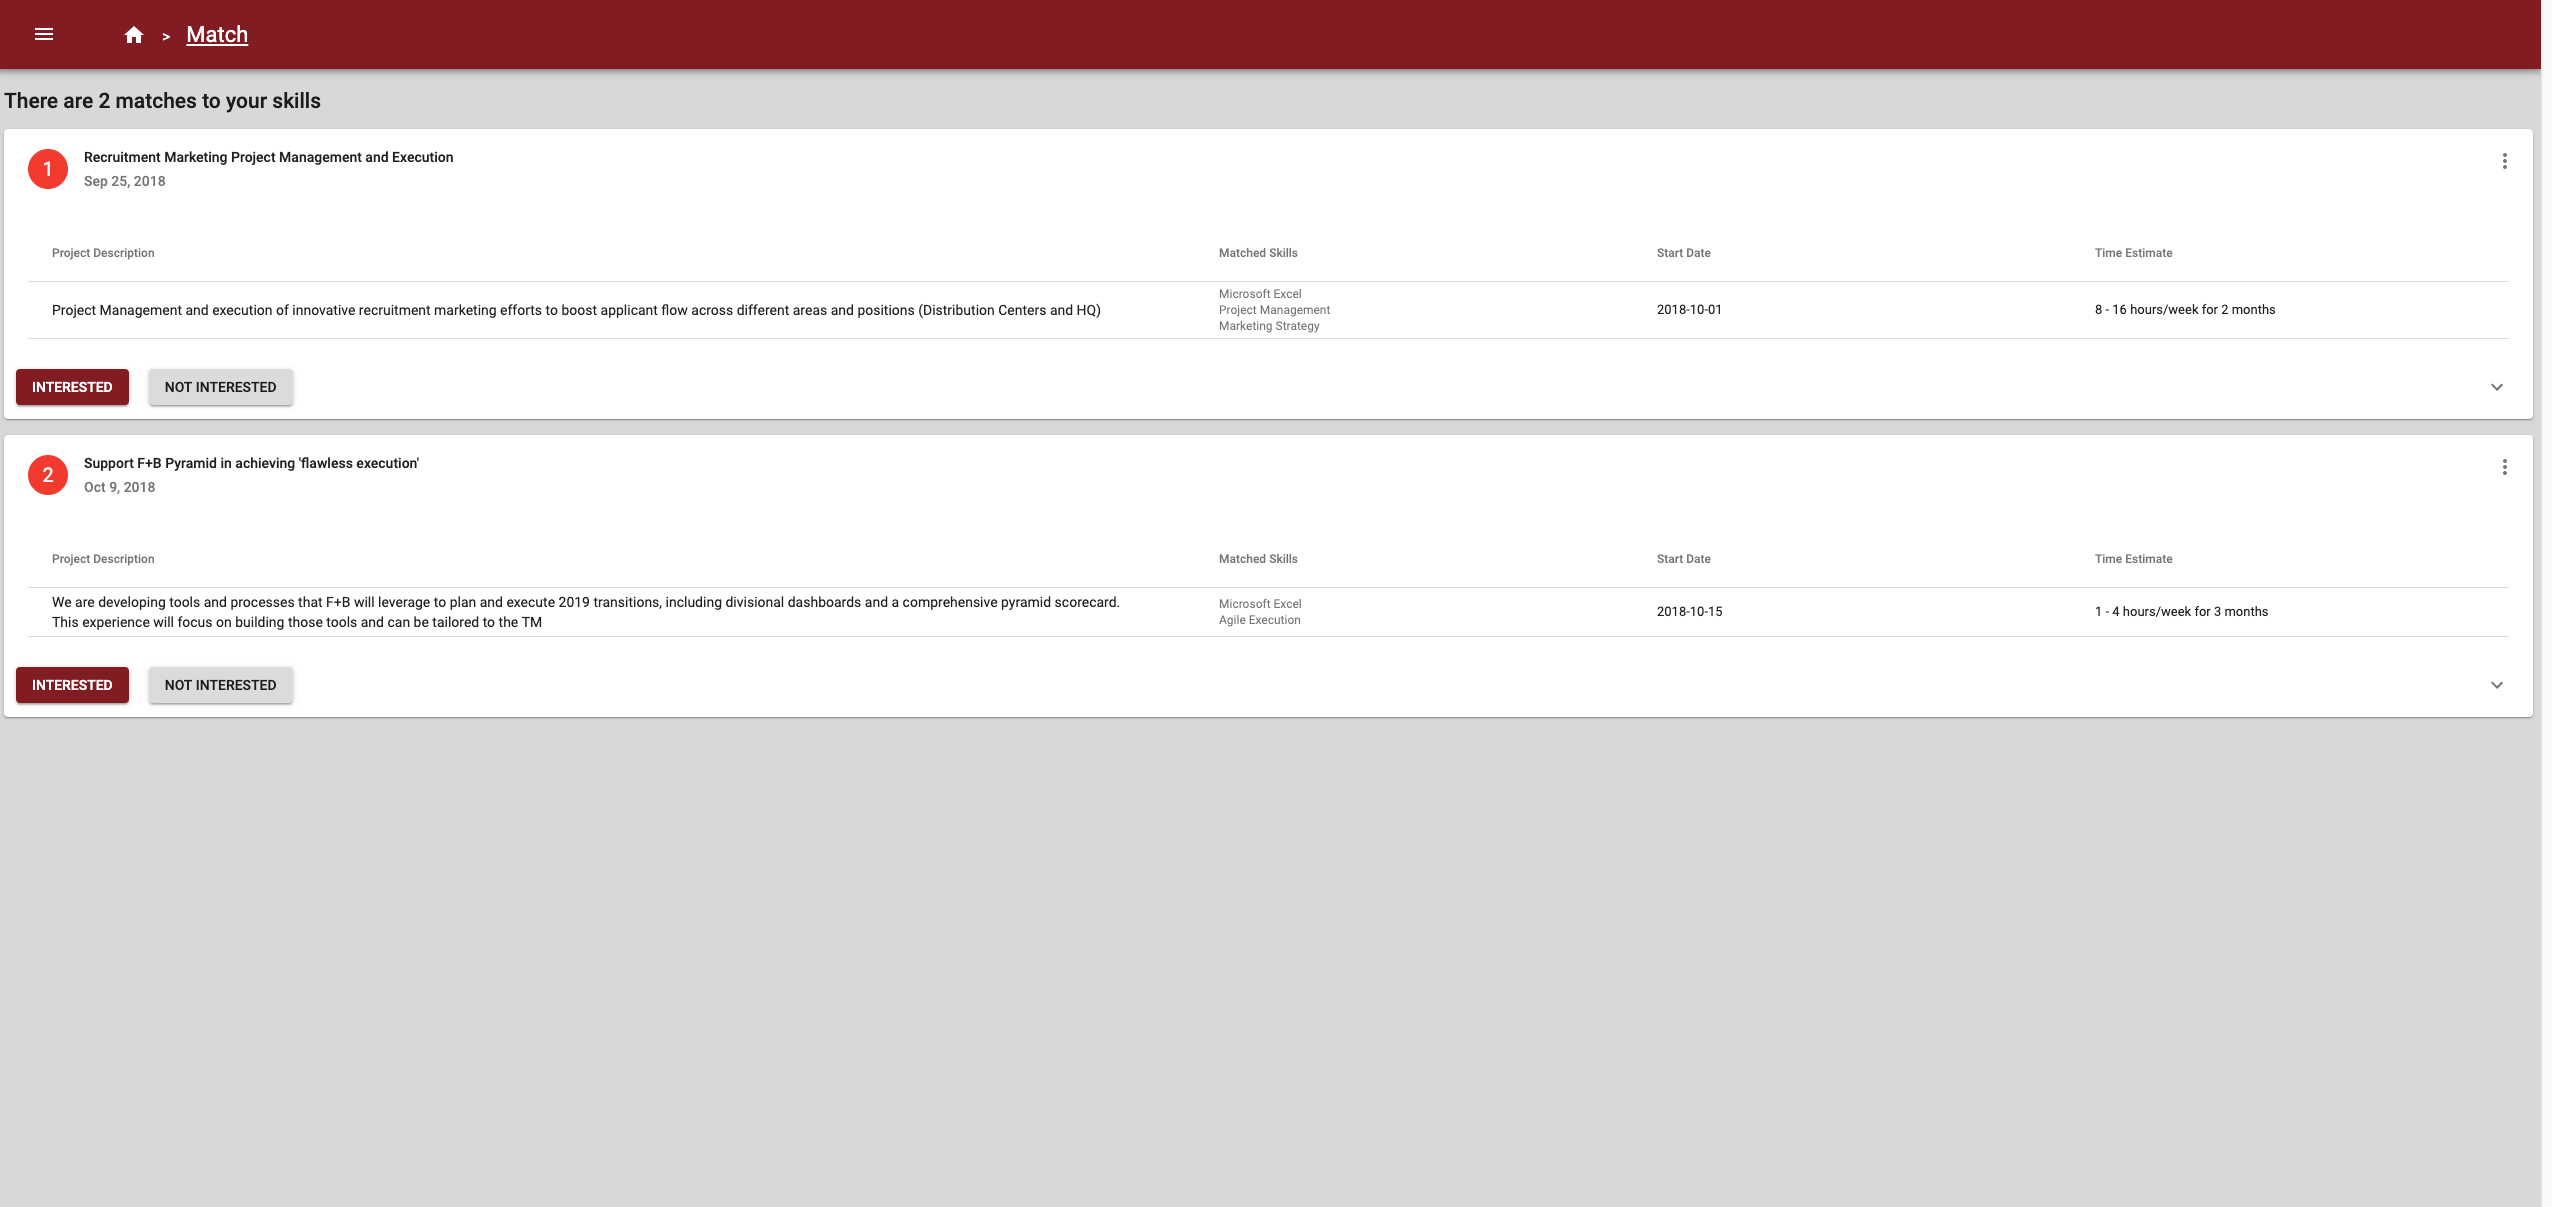 > Match
There are 2 matches to your skills
1
Recruitment Marketing Project Management and Execution
Sep 25, 2018
Project Description Matched Skills Start Date Time Estimate
Project Management and execution of innovative recruitment marketing efforts to boost applicant flow across different areas and positions (Distribution Centers and HQ)
Microsoft Excel
Project Management
Marketing Strategy
2018-10-01
8 - 16 hours/week for 2 months
INTERESTED NOT INTERESTED
2
Support F+B Pyramid in achieving 'flawless execution'
Oct 9, 2018
Project Description Matched Skills Start Date Time Estimate
We are developing tools and processes that F+B will leverage to plan and execute 2019 transitions, including divisional dashboards and a comprehensive pyramid scorecard.
This experience will focus on building those tools and can be tailored to the TM
Microsoft Excel
Agile Execution
2018-10-15
1 - 4 hours/week for 3 months
INTERESTED NOT INTERESTED